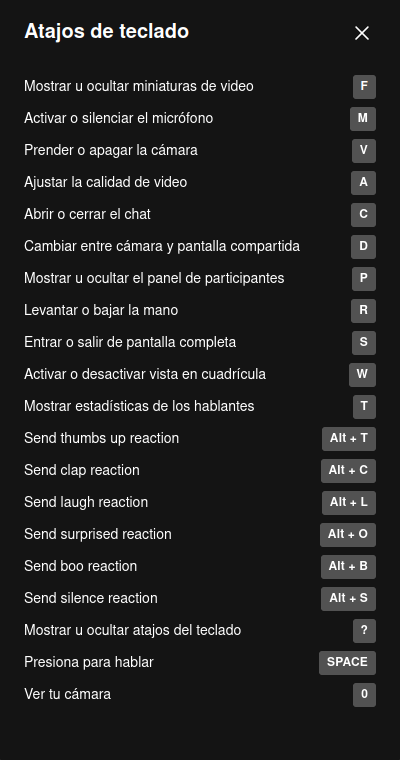 Atajos de teclado
Mostrar u ocultar miniaturas de video F
Activar o silenciar el micrófono M
Prender o apagar la cámara V
Ajustar la calidad de video A
Abrir o cerrar el chat C
Cambiar entre cámara y pantalla compartida D
Mostrar u ocultar el panel de participantes P
Levantar o bajar la mano R
Entrar o salir de pantalla completa S
Activar o desactivar vista en cuadrícula W
Mostrar estadísticas de los hablantes T
Send thumbs up reaction Alt + T
Send clap reaction Alt + C
Send laugh reaction Alt + L
Send surprised reaction Alt + O
Send boo reaction Alt + B
Send silence reaction Alt + S
Mostrar u ocultar atajos del teclado ?
Presiona para hablar SPACE
Ver tu cámara 0